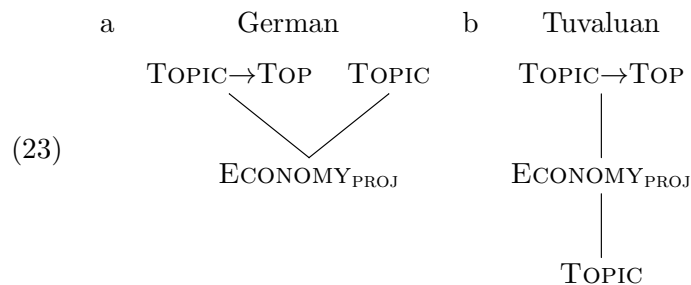 a German b Tuvaluan
TOPIC→TOP TOPIC TOPIC→TOP
(23)
ECONOMY_PROJ ECONOMY_PROJ
TOPIC